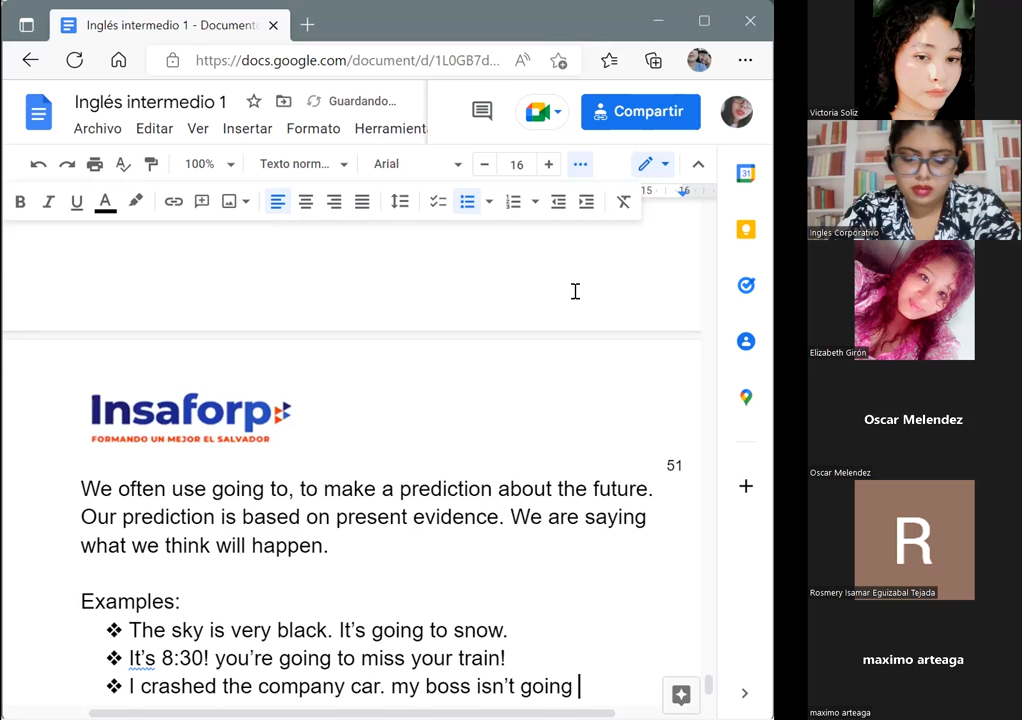 Inglés intermedio 1 - Document
https://docs.google.com/document/d/1L0GB7d...
Inglés intermedio 1
Guardando...
Compartir
Archivo Editar Ver Insertar Formato Herramient
100% Texto norm... Arial 16
15 16
B I U A
31
Insaforp
FORMANDO UN MEJOR EL SALVADOR
51
We often use going to, to make a prediction about the future.
Our prediction is based on present evidence. We are saying
what we think will happen.
Examples:
❖ The sky is very black. It's going to snow.
❖ It's 8:30! you're going to miss your train!
❖ I crashed the company car. my boss isn't going
Victoria Soliz
Ingles Corporativo
Elizabeth Girón
Oscar Melendez
Oscar Melendez
R
Rosmery Isamar Eguizabal Tejada
maximo arteaga
maximo arteaga